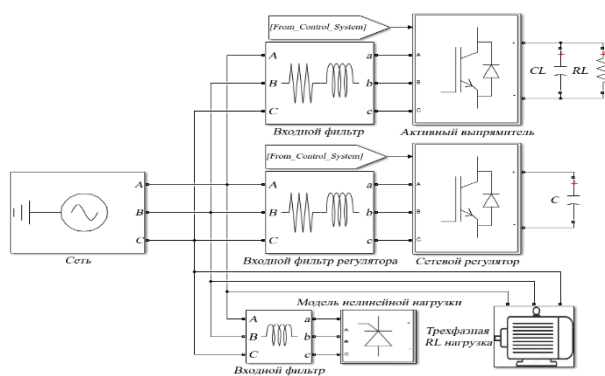 [From_Control_System]
A
B
C
a
b
c
A
B
C
+
-
CL
RL
Входной фильтр
Активный выпрямитель
[From_Control_System]
A
B
C
A
B
C
a
b
c
A
B
C
+
-
C
Сеть
Входной фильтр регулятора
Сетевой регулятор
Модель нелинейной нагрузки
A
B
C
a
b
c
A
B
C
+
-
Трехфазная
RL нагрузка
Входной фильтр